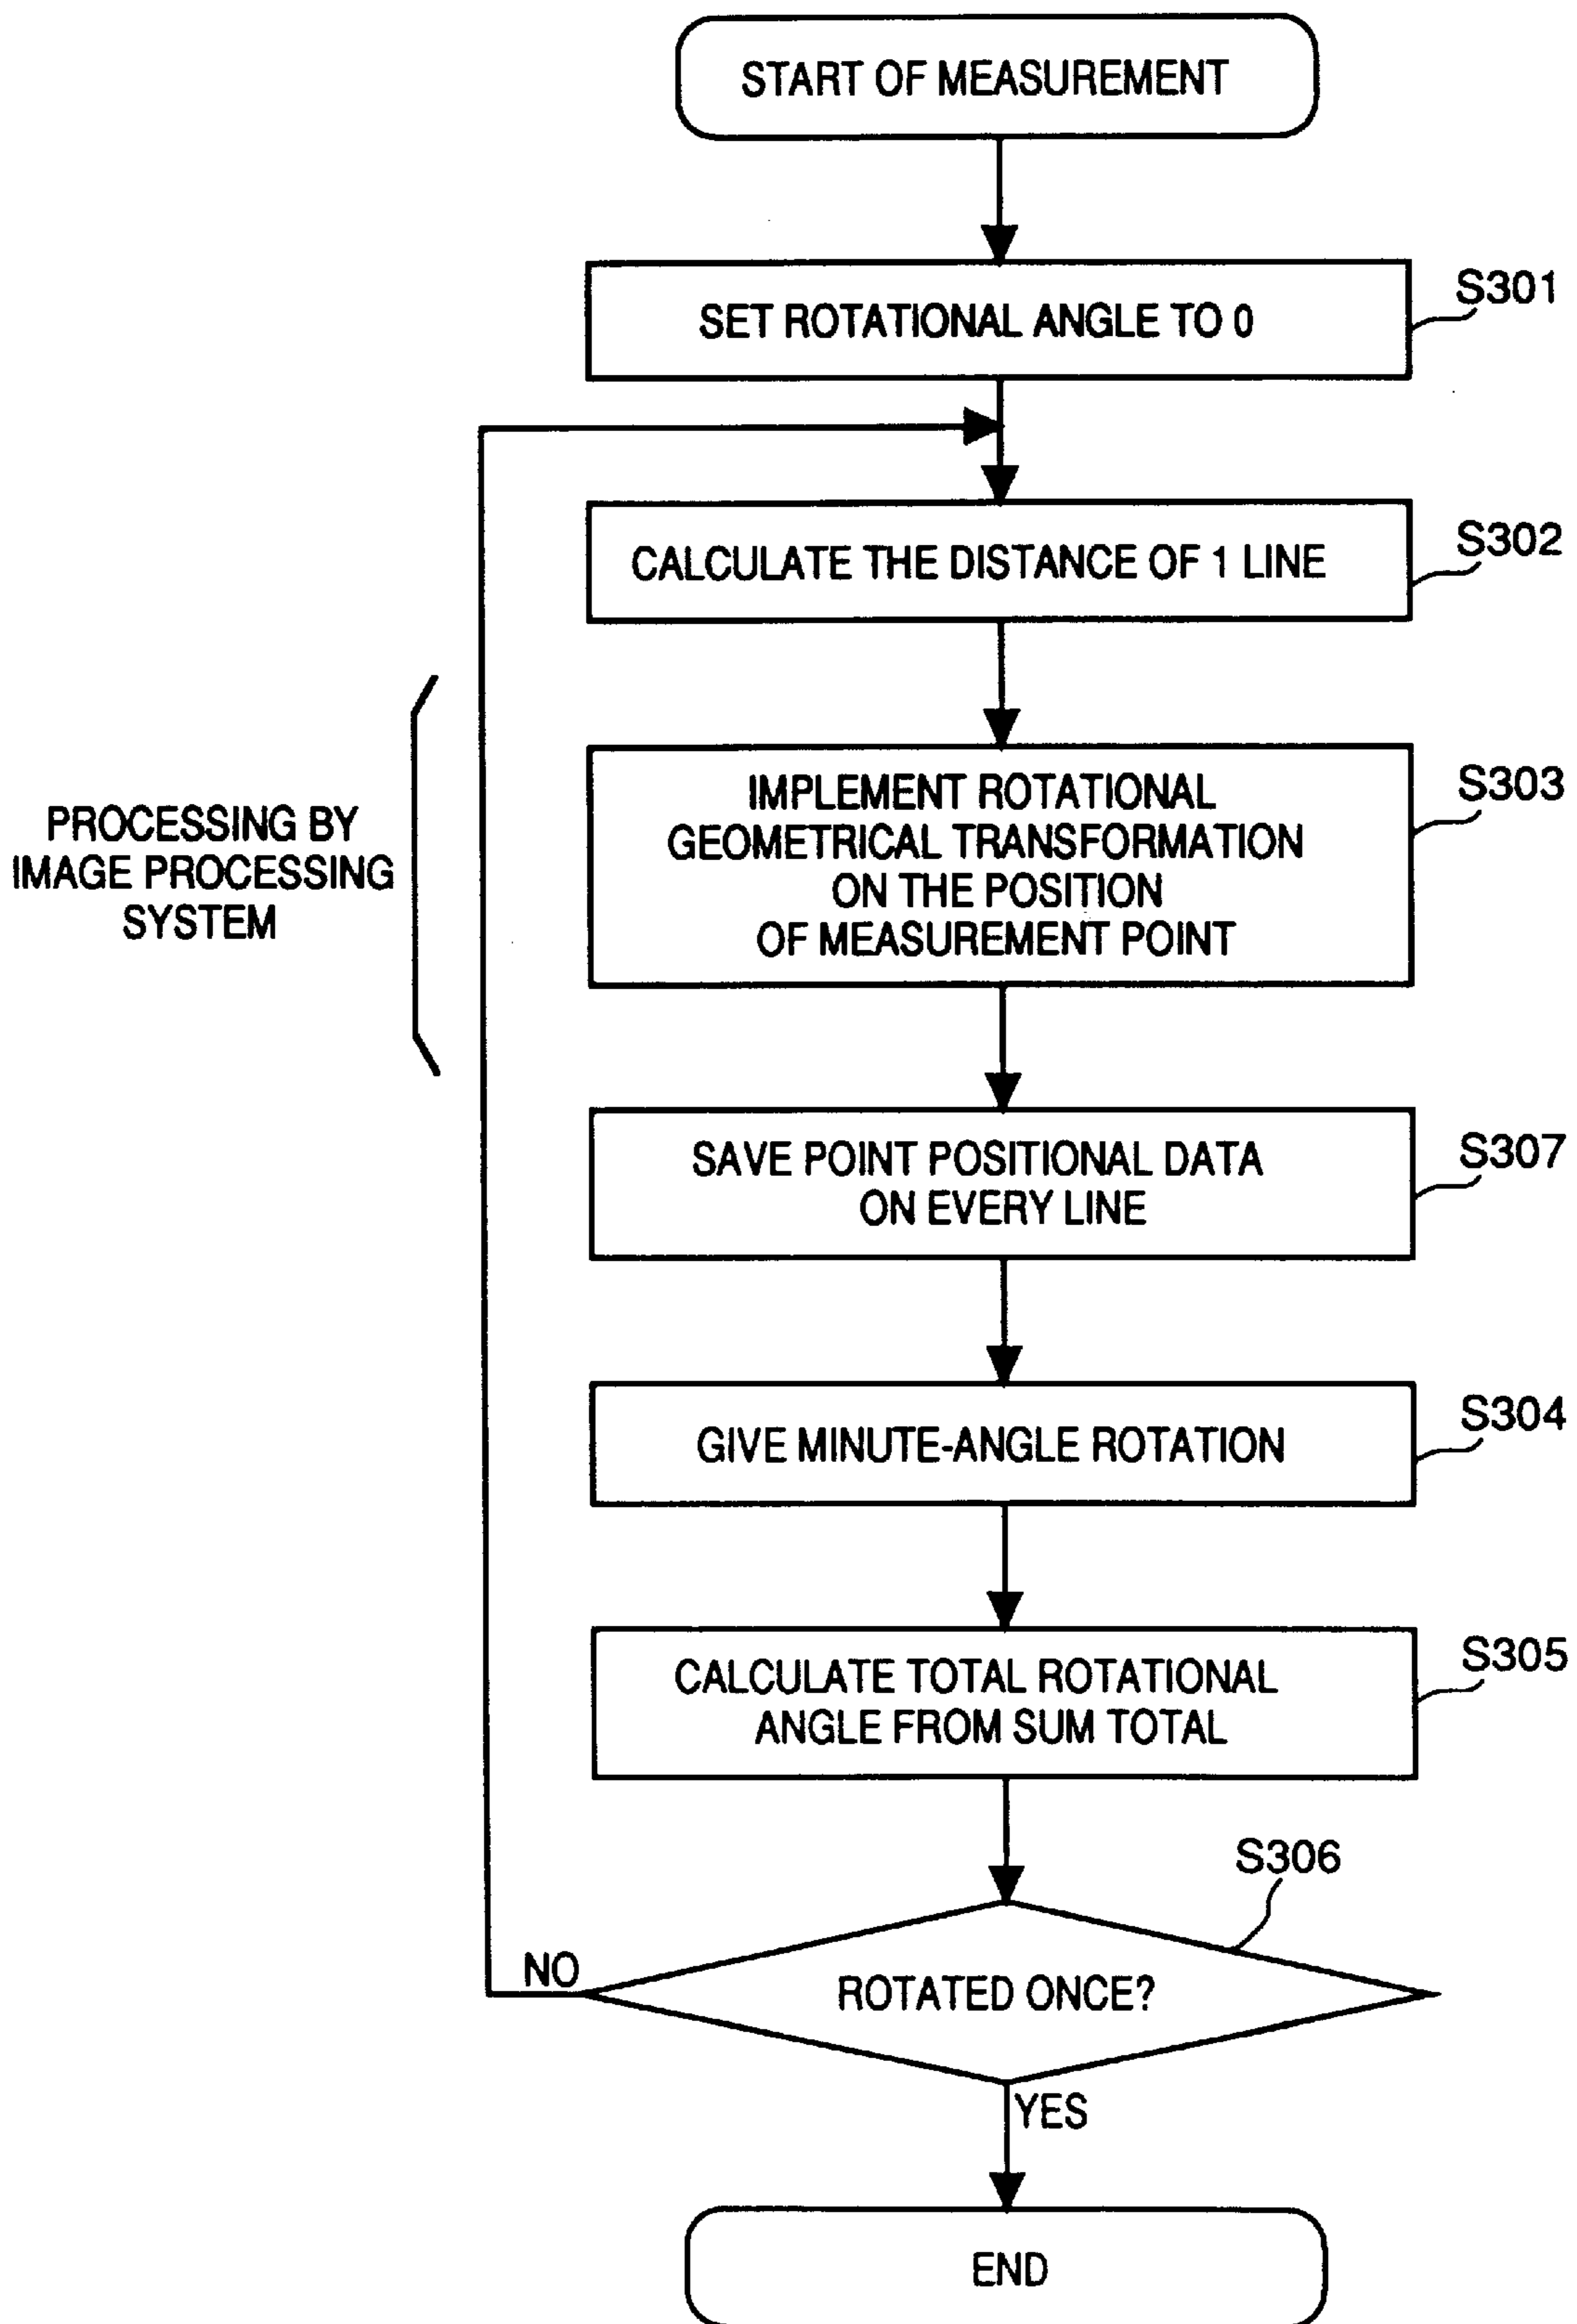 START OF MEASUREMENT
SET ROTATIONAL ANGLE TO 0
S301
CALCULATE THE DISTANCE OF 1 LINE
S302
PROCESSING BY
IMAGE PROCESSING
SYSTEM
IMPLEMENT ROTATIONAL
GEOMETRICAL TRANSFORMATION
ON THE POSITION
OF MEASUREMENT POINT
S303
SAVE POINT POSITIONAL DATA
ON EVERY LINE
S307
GIVE MINUTE-ANGLE ROTATION
S304
CALCULATE TOTAL ROTATIONAL
ANGLE FROM SUM TOTAL
S305
S306
NO
ROTATED ONCE?
YES
END